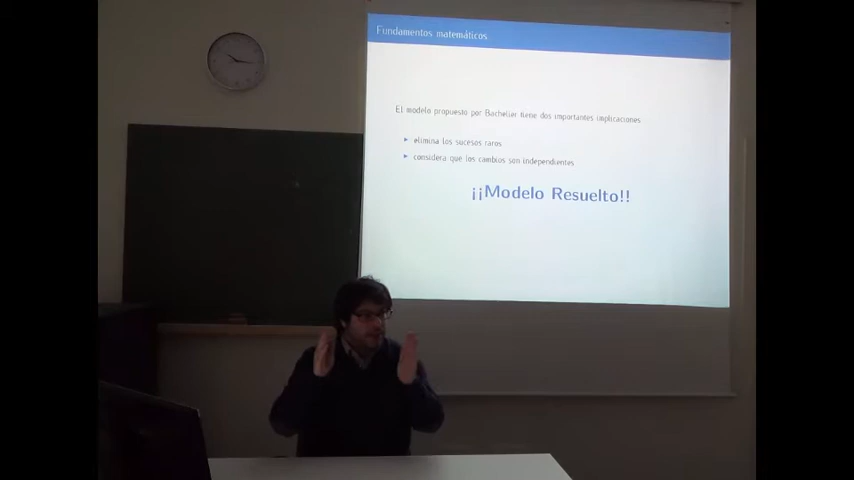 Fundamentos matemáticos
El modelo propuesto por Bachelier tiene dos importantes implicaciones
elimina los sucesos raros
considera que los cambios son independientes
¡¡Modelo Resuelto!!